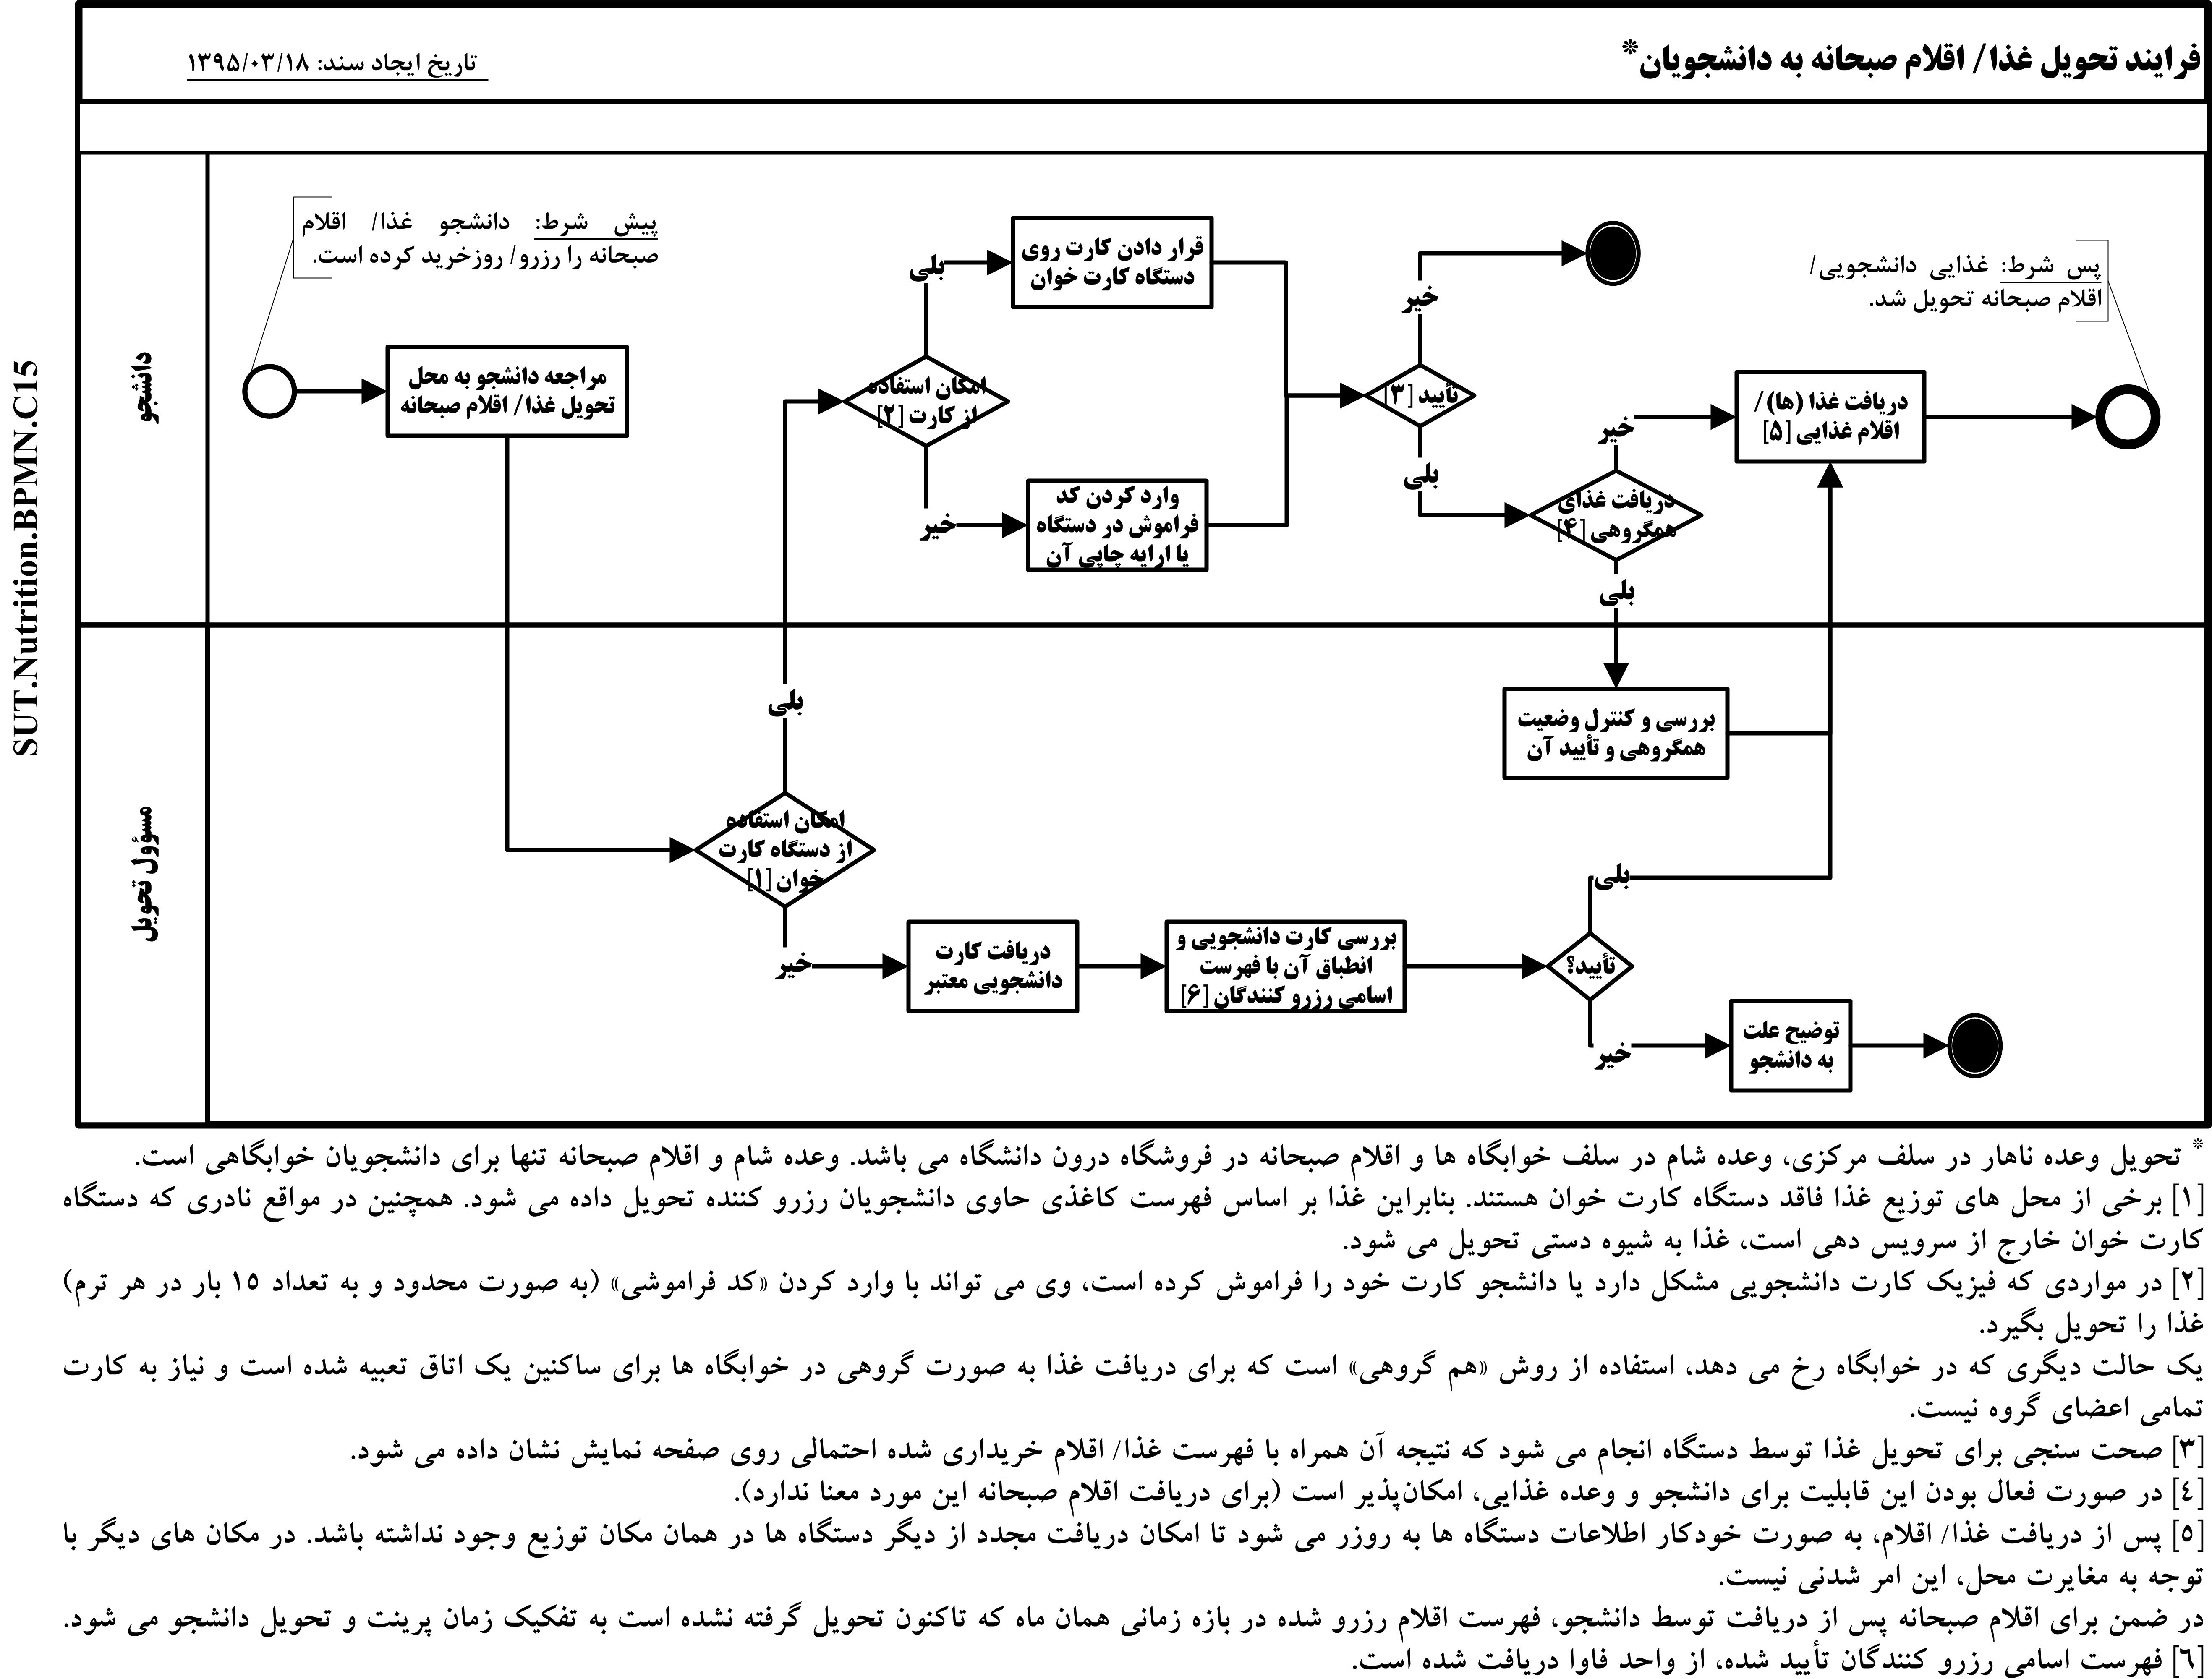 فرایند تحویل غذا/ اقلام صبحانه به دانشجویان*
تاریخ ایجاد سند: ۱۳۹۵/۰۳/۱۸
SUT.Nutrition.BPMN.C15
دانشجو
پیش شرط: دانشجو غذا/ اقلام
صبحانه را رزرو/ روزخرید کرده است.
مراجعه دانشجو به محل
تحویل غذا/ اقلام صبحانه
امکان استفاده
از کارت [۲]
بلی
قرار دادن کارت روی
دستگاه کارت خوان
خیر
وارد کردن کد
فراموش در دستگاه
یا ارایه چاپی آن
تأیید [۳]
خیر
بلی
دریافت غذای
همگروهی [۴]
خیر
بلی
دریافت غذا (ها)/
اقلام غذایی [۵]
پس شرط: غذایی دانشجویی/
اقلام صبحانه تحویل شد.
مسؤول تحویل
بلی
امکان استفاده
از دستگاه کارت
خوان [۱]
خیر
دریافت کارت
دانشجویی معتبر
بررسی کارت دانشجویی و
انطباق آن با فهرست
اسامی رزرو کنندگان [۶]
تأیید؟
بلی
خیر
توضیح علت
به دانشجو
بررسی و کنترل وضعیت
همگروهی و تأیید آن
* تحویل وعده ناهار در سلف مرکزی، وعده شام در سلف خوابگاه ها و اقلام صبحانه در فروشگاه درون دانشگاه می باشد. وعده شام و اقلام صبحانه تنها برای دانشجویان خوابگاهی است.
[۱] برخی از محل های توزیع غذا فاقد دستگاه کارت خوان هستند. بنابراین غذا بر اساس فهرست کاغذی حاوی دانشجویان رزرو کننده تحویل داده می شود. همچنین در مواقع نادری که دستگاه
کارت خوان خارج از سرویس دهی است، غذا به شیوه دستی تحویل می شود.
[۲] در مواردی که فیزیک کارت دانشجویی مشکل دارد یا دانشجو کارت خود را فراموش کرده است، وی می تواند با وارد کردن «کد فراموشی» (به صورت محدود و به تعداد ۱۵ بار در هر ترم)
غذا را تحویل بگیرد.
یک حالت دیگری که در خوابگاه رخ می دهد، استفاده از روش «هم گروهی» است که برای دریافت غذا به صورت گروهی در خوابگاه ها برای ساکنین یک اتاق تعبیه شده است و نیاز به کارت
تمامی اعضای گروه نیست.
[۳] صحت سنجی برای تحویل غذا توسط دستگاه انجام می شود که نتیجه آن همراه با فهرست غذا/ اقلام خریداری شده احتمالی روی صفحه نمایش نشان داده می شود.
[٤] در صورت فعال بودن این قابلیت برای دانشجو و وعده غذایی، امکان‌پذیر است (برای دریافت اقلام صبحانه این مورد معنا ندارد).
[٥] پس از دریافت غذا/ اقلام، به صورت خودکار اطلاعات دستگاه ها به روزر می شود تا امکان دریافت مجدد از دیگر دستگاه ها در همان مکان توزیع وجود نداشته باشد. در مکان های دیگر با
توجه به مغایرت محل، این امر شدنی نیست.
در ضمن برای اقلام صبحانه پس از دریافت توسط دانشجو، فهرست اقلام رزرو شده در بازه زمانی همان ماه که تاکنون تحویل گرفته نشده است به تفکیک زمان پرینت و تحویل دانشجو می شود.
[٦] فهرست اسامی رزرو کنندگان تأیید شده، از واحد فاوا دریافت شده است.